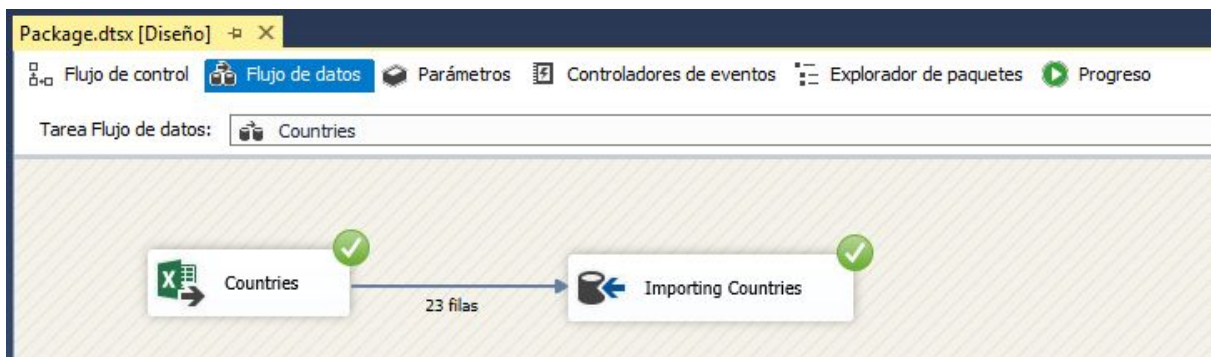 Package.dtsx [Diseño]
Flujo de control Flujo de datos Parámetros Controladores de eventos Explorador de paquetes Progreso
Tarea Flujo de datos: Countries
Countries
23 filas
Importing Countries